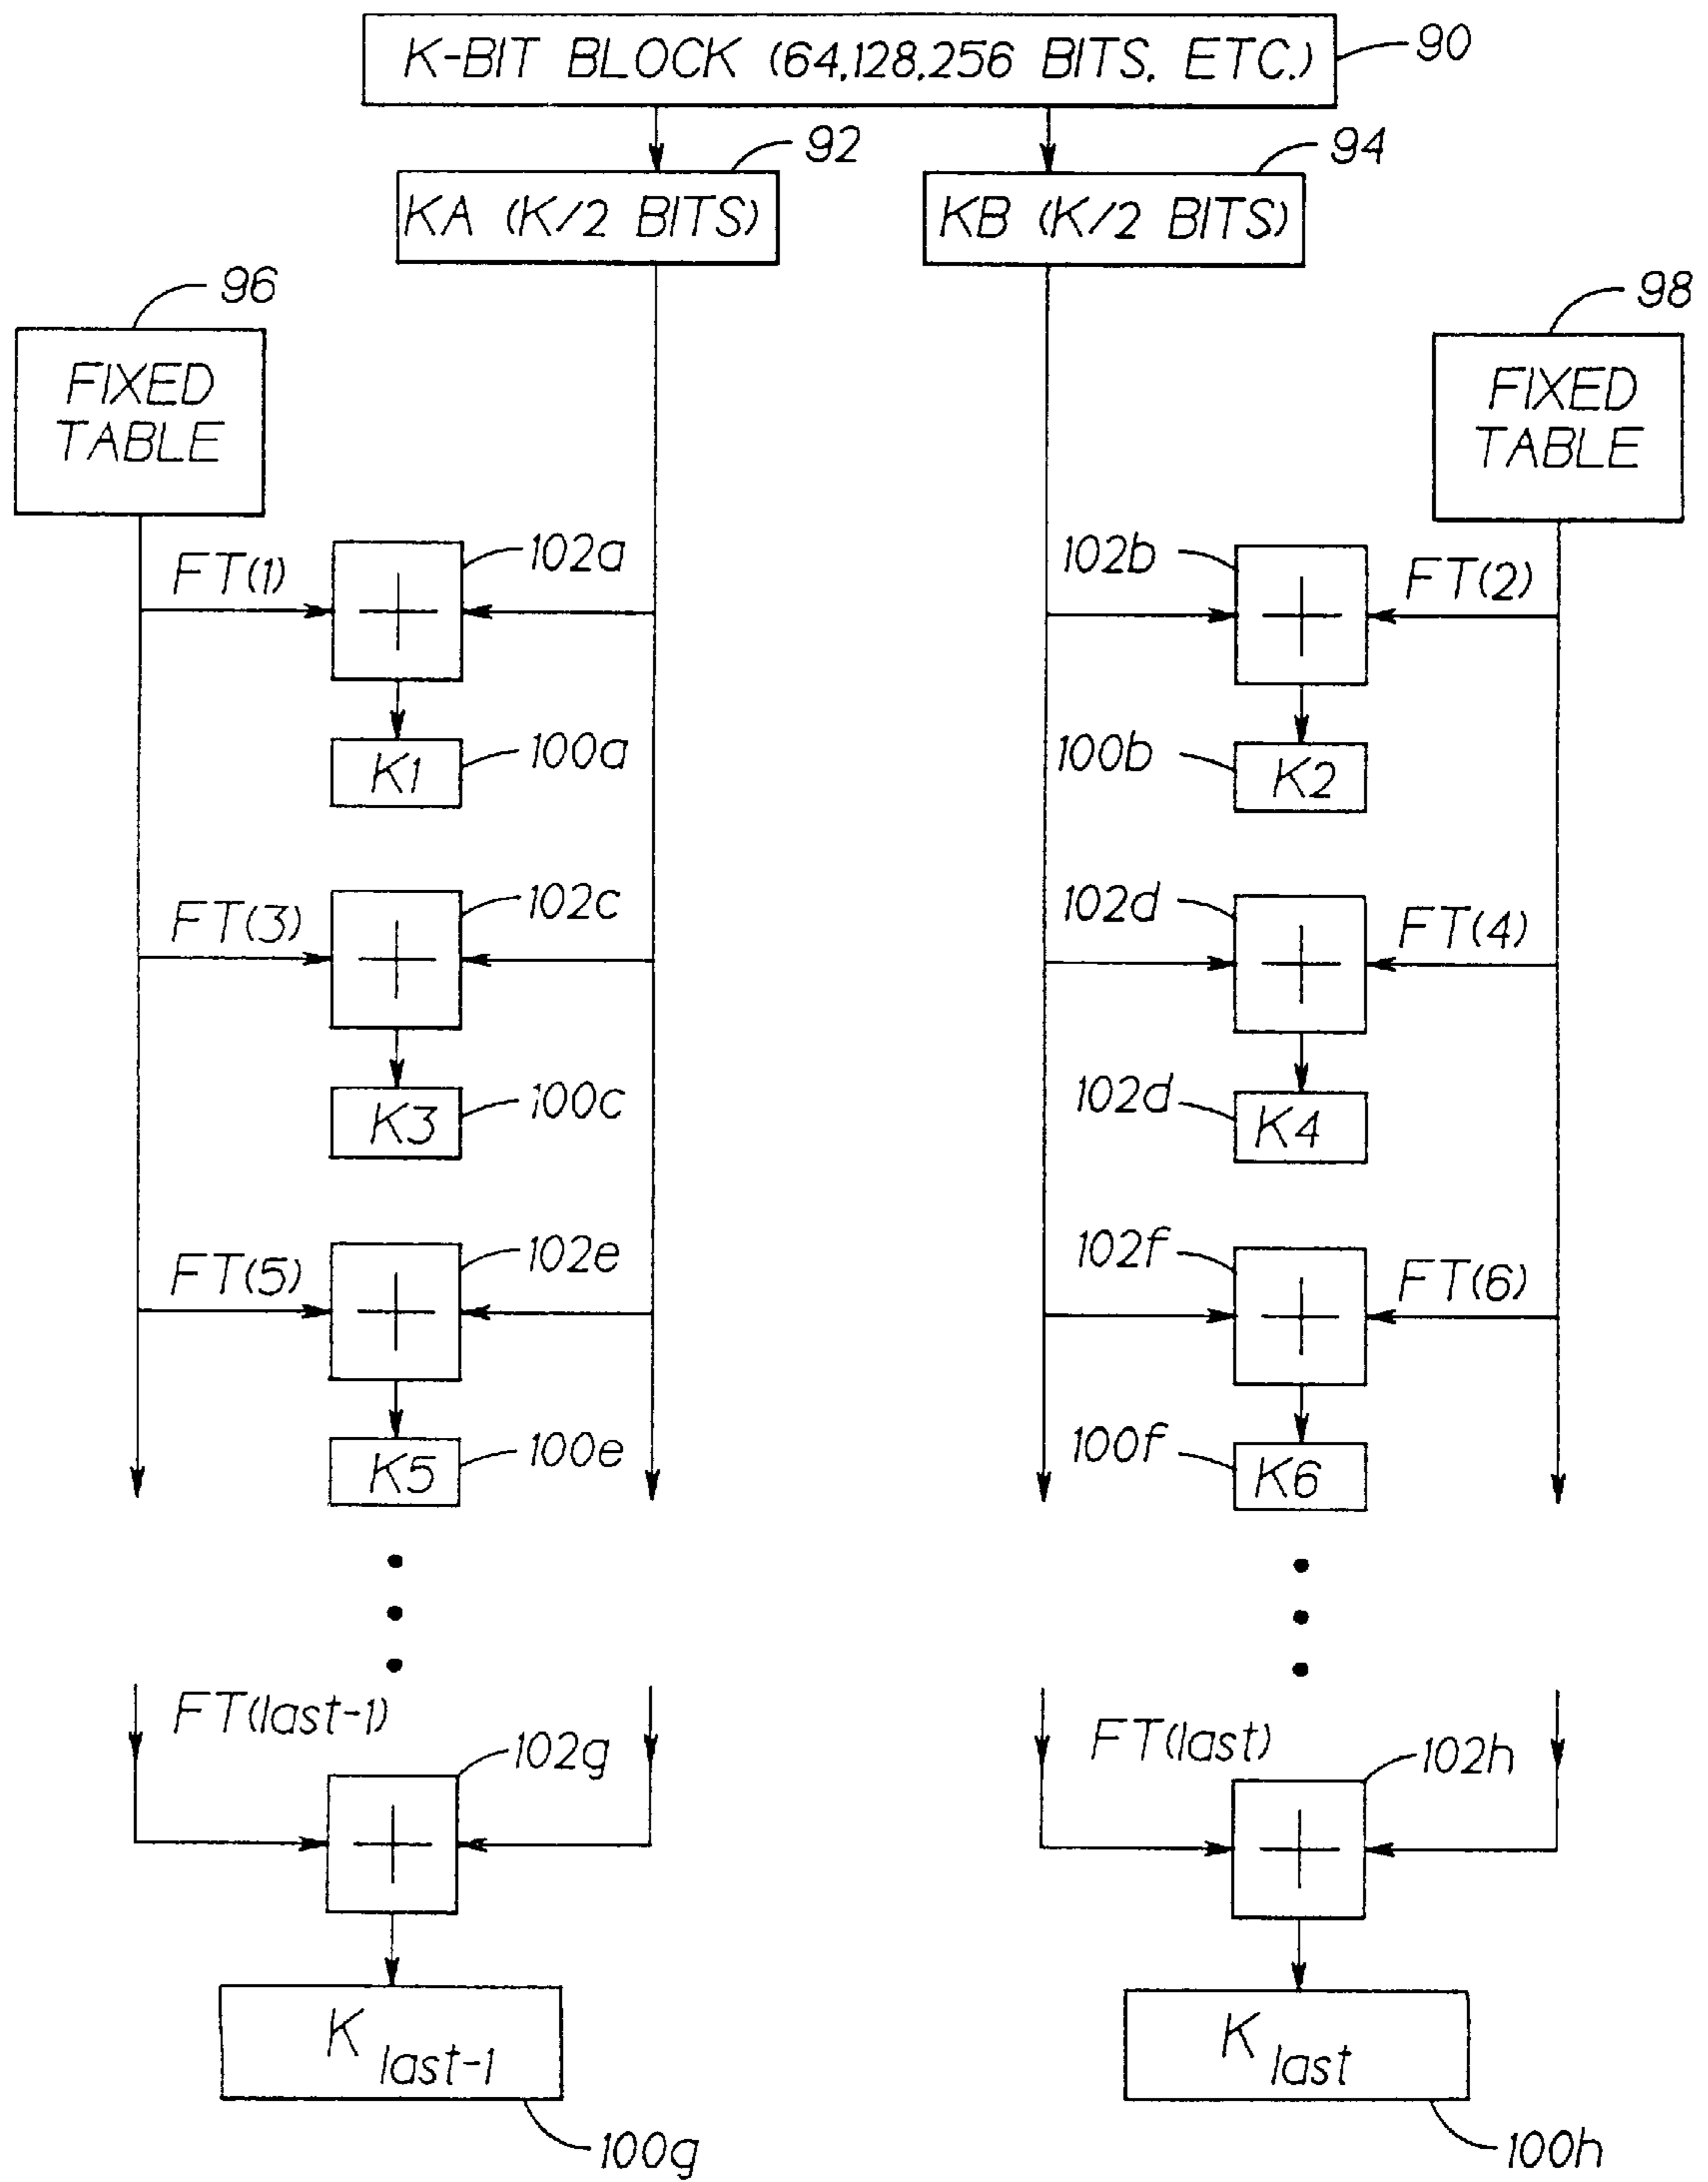 K-BIT BLOCK (64,128,256 BITS, ETC.)
90
92
94
KA (K/2 BITS)
KB (K/2 BITS)
96
98
FIXED
TABLE
FIXED
TABLE
102a
102b
FT(1)
FT(2)
+
+
100a
100b
K1
K2
102c
102d
FT(3)
FT(4)
+
+
100c
102d
K3
K4
102e
102f
FT(5)
FT(6)
+
+
100e
100f
K5
K6
FT(last-1)
FT(last)
102g
102h
+
+
K last-1
K last
100g
100h